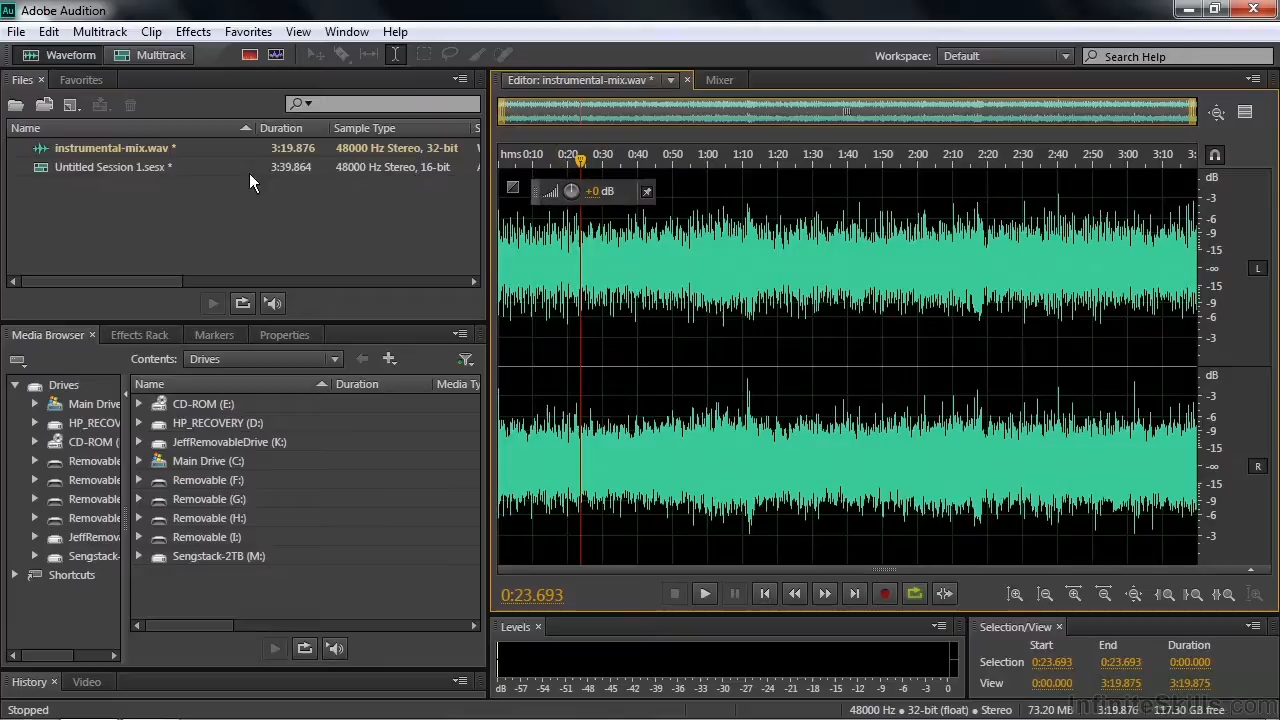 Au Adobe Audition
File Edit Multitrack Clip Effects Favorites View Window Help
Waveform Multitrack Workspace: Default Search Help
Files × Favorites
Name Duration Sample Type S
instrumental-mix.wav * 3:19.876 48000 Hz Stereo, 32-bit
Untitled Session 1.sesx * 3:39.864 48000 Hz Stereo, 16-bit
Editor: instrumental-mix.wav * × Mixer
hms 0:10 0:20 0:30 0:40 0:50 1:00 1:10 1:20 1:30 1:40 1:50 2:00 2:10 2:20 2:30 2:40 2:50 3:00 3:10 3:
+0 dB
dB
-3
-6
-9
-15
-∞
L
-15
-9
-6
-3
dB
-3
-6
-9
-15
-∞
R
-15
-9
-6
-3
Media Browser × Effects Rack Markers Properties
Contents: Drives
Drives
Main Drive
HP_RECOV
CD-ROM (
Removable
Removable
Removable
Removable
JeffRemova
Sengstack-
Shortcuts
Name Duration Media Ty
CD-ROM (E:)
HP_RECOVERY (D:)
JeffRemovableDrive (K:)
Main Drive (C:)
Removable (F:)
Removable (G:)
Removable (H:)
Removable (I:)
Sengstack-2TB (M:)
0:23.693
Levels ×
dB -57 -54 -51 -48 -45 -42 -39 -36 -33 -30 -27 -24 -21 -18 -15 -12 -9 -6 -3 0
Selection/View ×
Start End Duration
Selection 0:23.693 0:23.693 0:00.000
View 0:00.000 3:19.875 3:19.875
History × Video
Stopped
48000 Hz ● 32-bit (float) ● Stereo 73.20 MB 3:19.876 117.30 GB free
InfiniteSkills.com